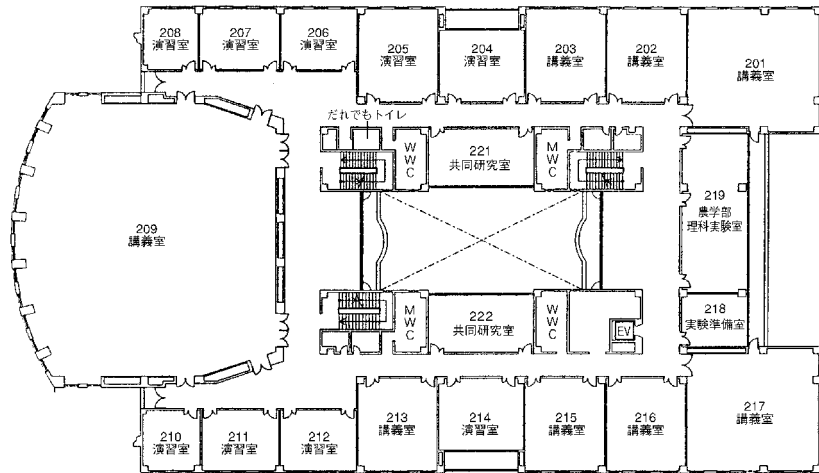 208
演習室
207
演習室
206
演習室
205
演習室
204
演習室
203
講義室
202
講義室
201
講義室
だれでもトイレ
WWC
221
共同研究室
MWC
219
農学部
理科実験室
209
講義室
218
実験準備室
MWC
222
共同研究室
WWC
EV
213
講義室
214
演習室
215
講義室
216
講義室
217
講義室
210
演習室
211
演習室
212
演習室